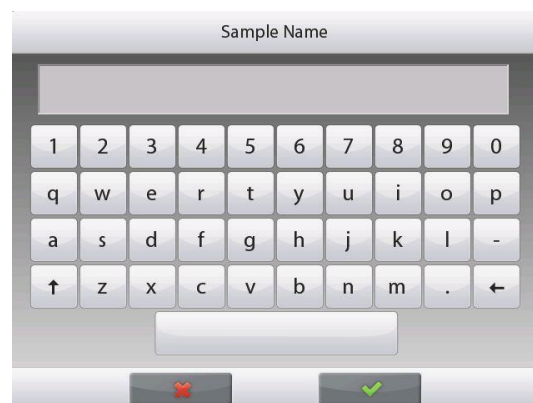 Sample Name
1 2 3 4 5 6 7 8 9 0
q w e r t y u i o p
a s d f g h j k l -
↑ z x c v b n m . ←